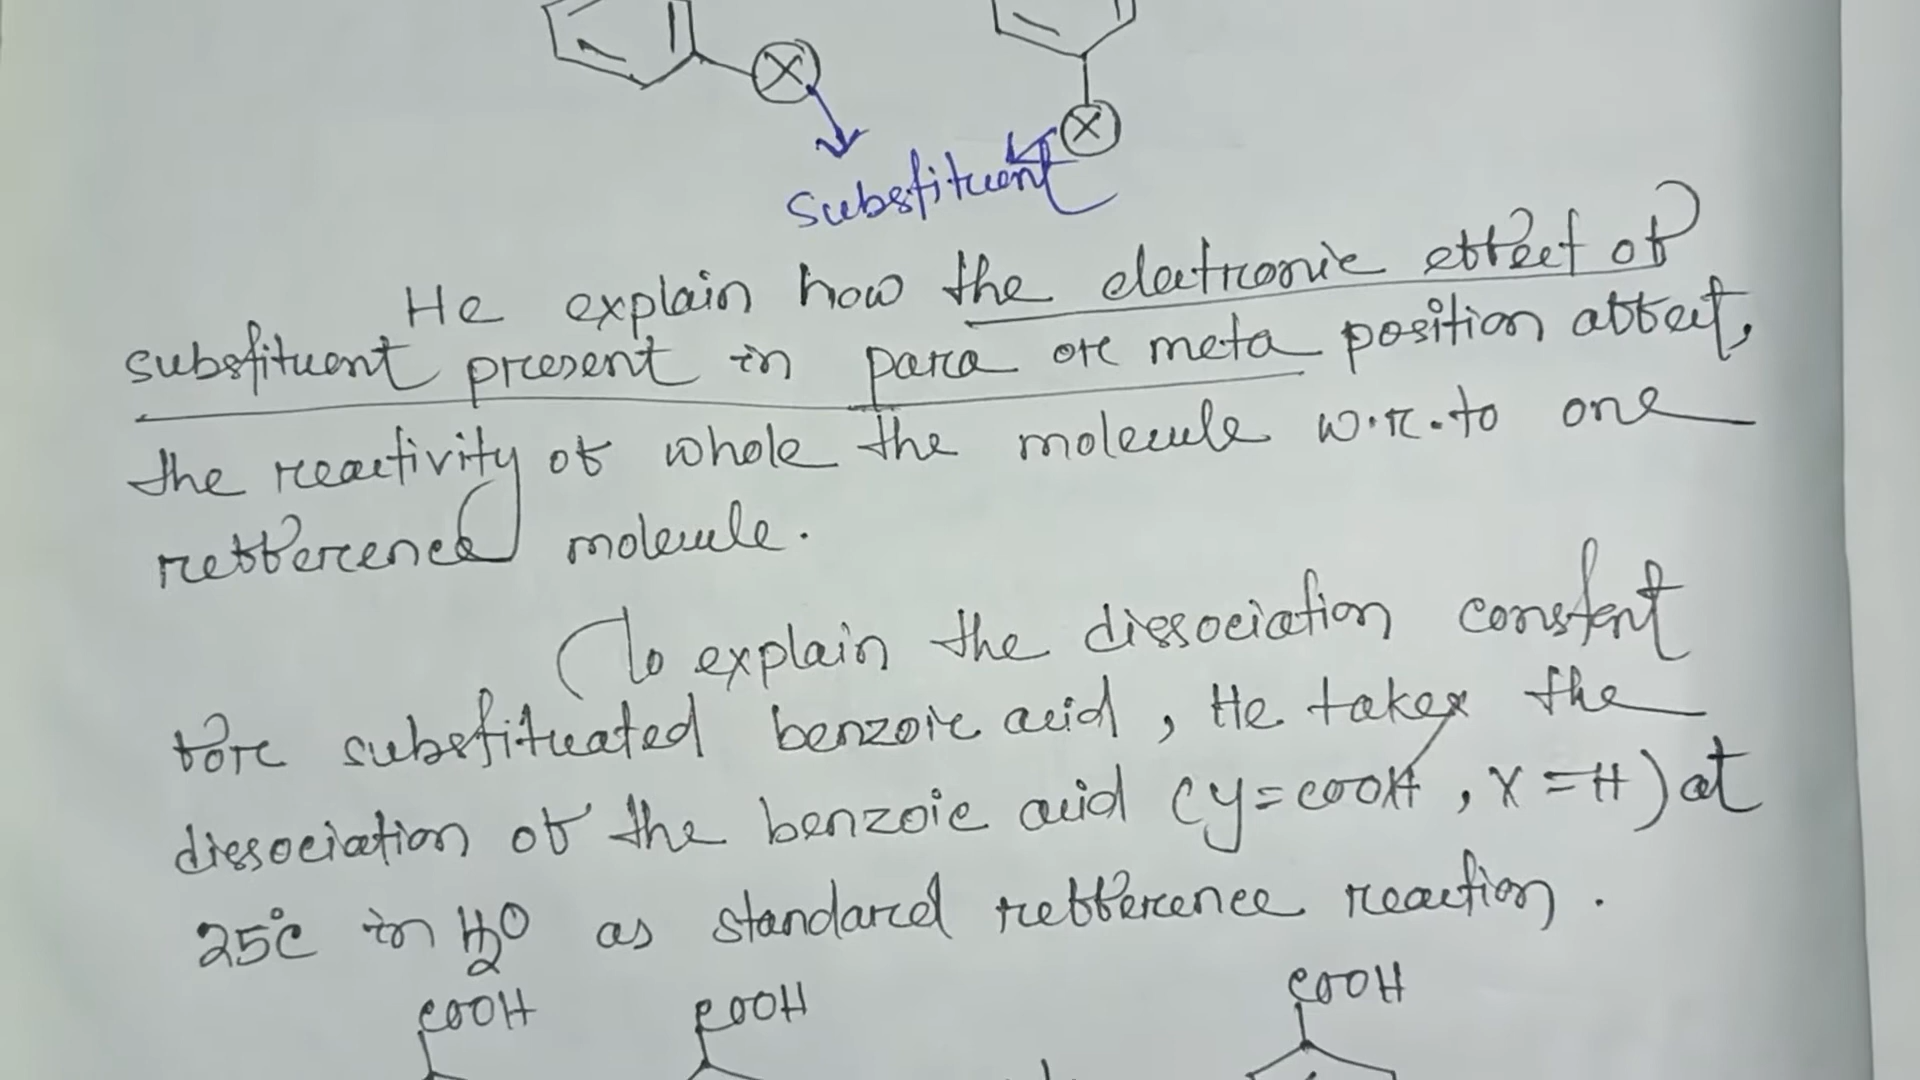 X
X
Substituent
He explain how the electronic effect of
substituent present in para or meta position affect,
the reactivity of whole the molecule w.r.to one
refference molecule.
To explain the dissociation constant
for substituated benzoic acid, He takes the
dissociation of the benzoic acid (y=COOH, X=H) at
25°C in H2O as standard refference reaction.
COOH COOH COOH